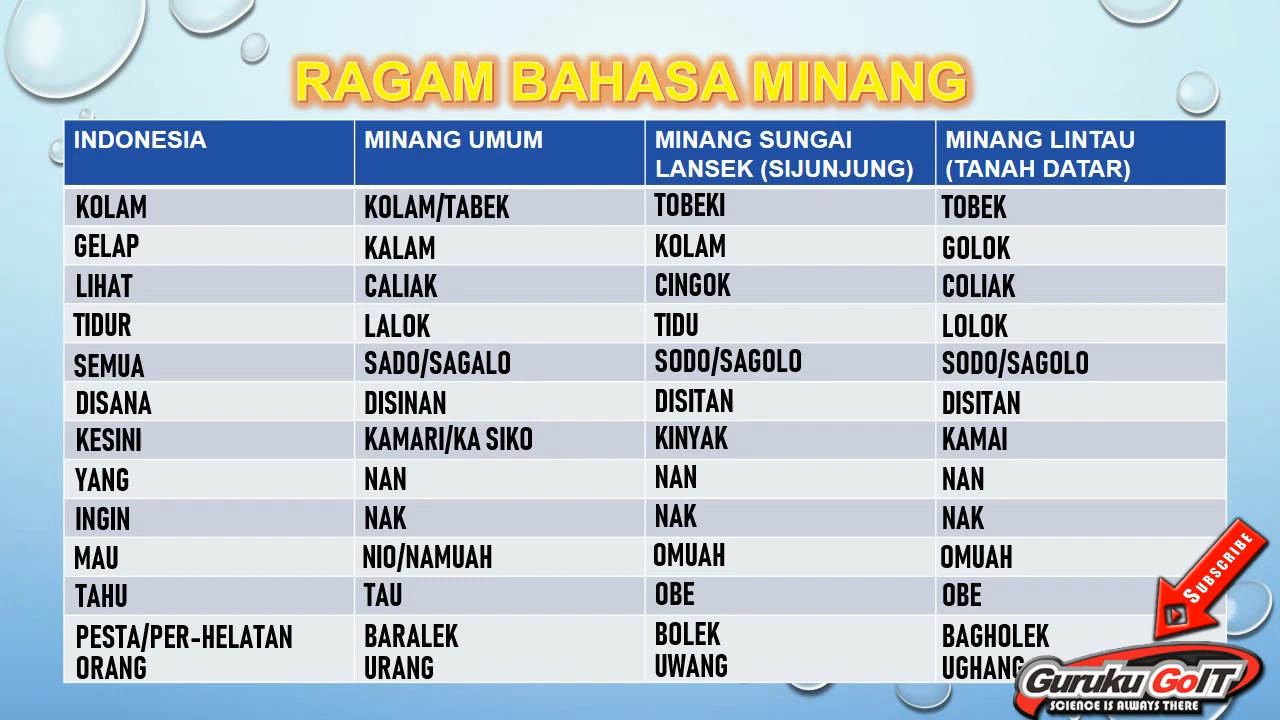 RAGAM BAHASA MINANG
INDONESIA MINANG UMUM MINANG SUNGAI LANSEK (SIJUNJUNG) MINANG LINTAU (TANAH DATAR)
KOLAM KOLAM/TABEK TOBEKI TOBEK
GELAP KALAM KOLAM GOLOK
LIHAT CALIAK CINGOK COLIAK
TIDUR LALOK TIDU LOLOK
SEMUA SADO/SAGALO SODO/SAGOLO SODO/SAGOLO
DISANA DISINAN DISITAN DISITAN
KESINI KAMARI/KA SIKO KINYAK KAMAI
YANG NAN NAN NAN
INGIN NAK NAK NAK
MAU NIO/NAMUAH OMUAH OMUAH
TAHU TAU OBE OBE
PESTA/PER-HELATAN BARALEK BOLEK BAGHOLEK
ORANG URANG UWANG UGHANG
SUBSCRIBE
Guruku GoIT
SCIENCE IS ALWAYS THERE